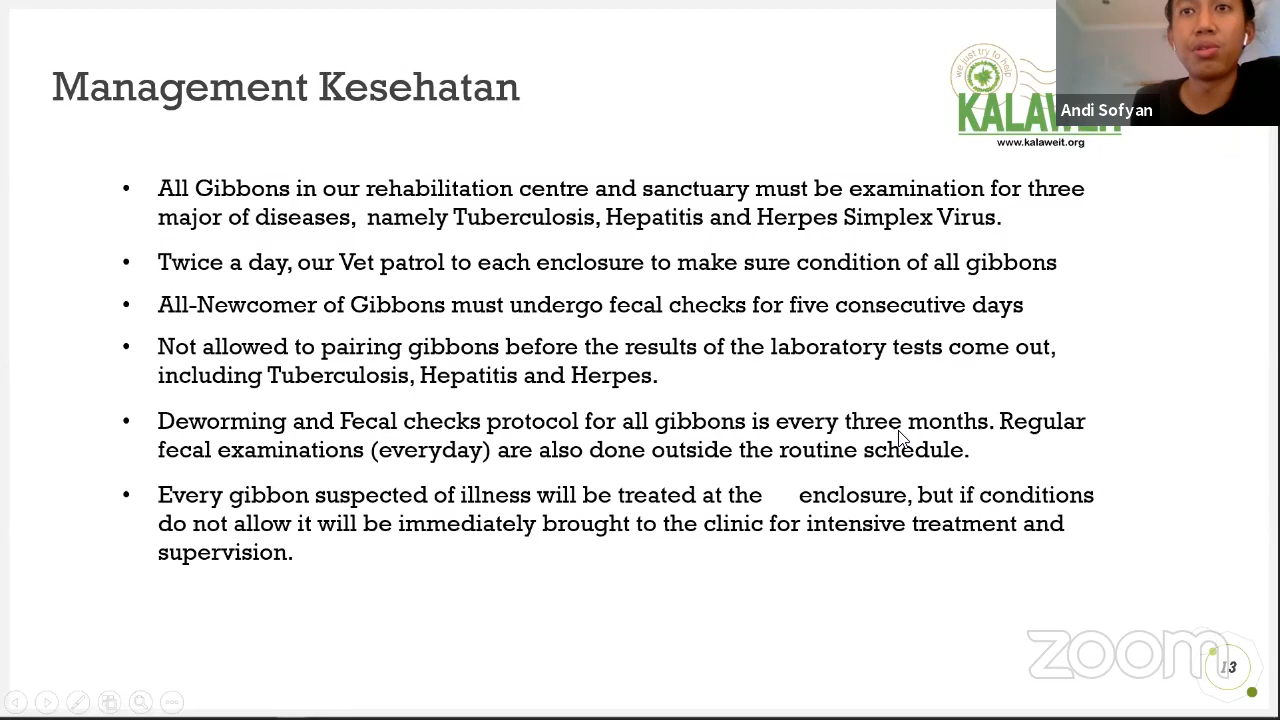 Management Kesehatan
we just try to help
KALAWEIT
www.kalaweit.org
Andi Sofyan
• All Gibbons in our rehabilitation centre and sanctuary must be examination for three
major of diseases, namely Tuberculosis, Hepatitis and Herpes Simplex Virus.
• Twice a day, our Vet patrol to each enclosure to make sure condition of all gibbons
• All-Newcomer of Gibbons must undergo fecal checks for five consecutive days
• Not allowed to pairing gibbons before the results of the laboratory tests come out,
including Tuberculosis, Hepatitis and Herpes.
• Deworming and Fecal checks protocol for all gibbons is every three months. Regular
fecal examinations (everyday) are also done outside the routine schedule.
• Every gibbon suspected of illness will be treated at the enclosure, but if conditions
do not allow it will be immediately brought to the clinic for intensive treatment and
supervision.
zoom
13